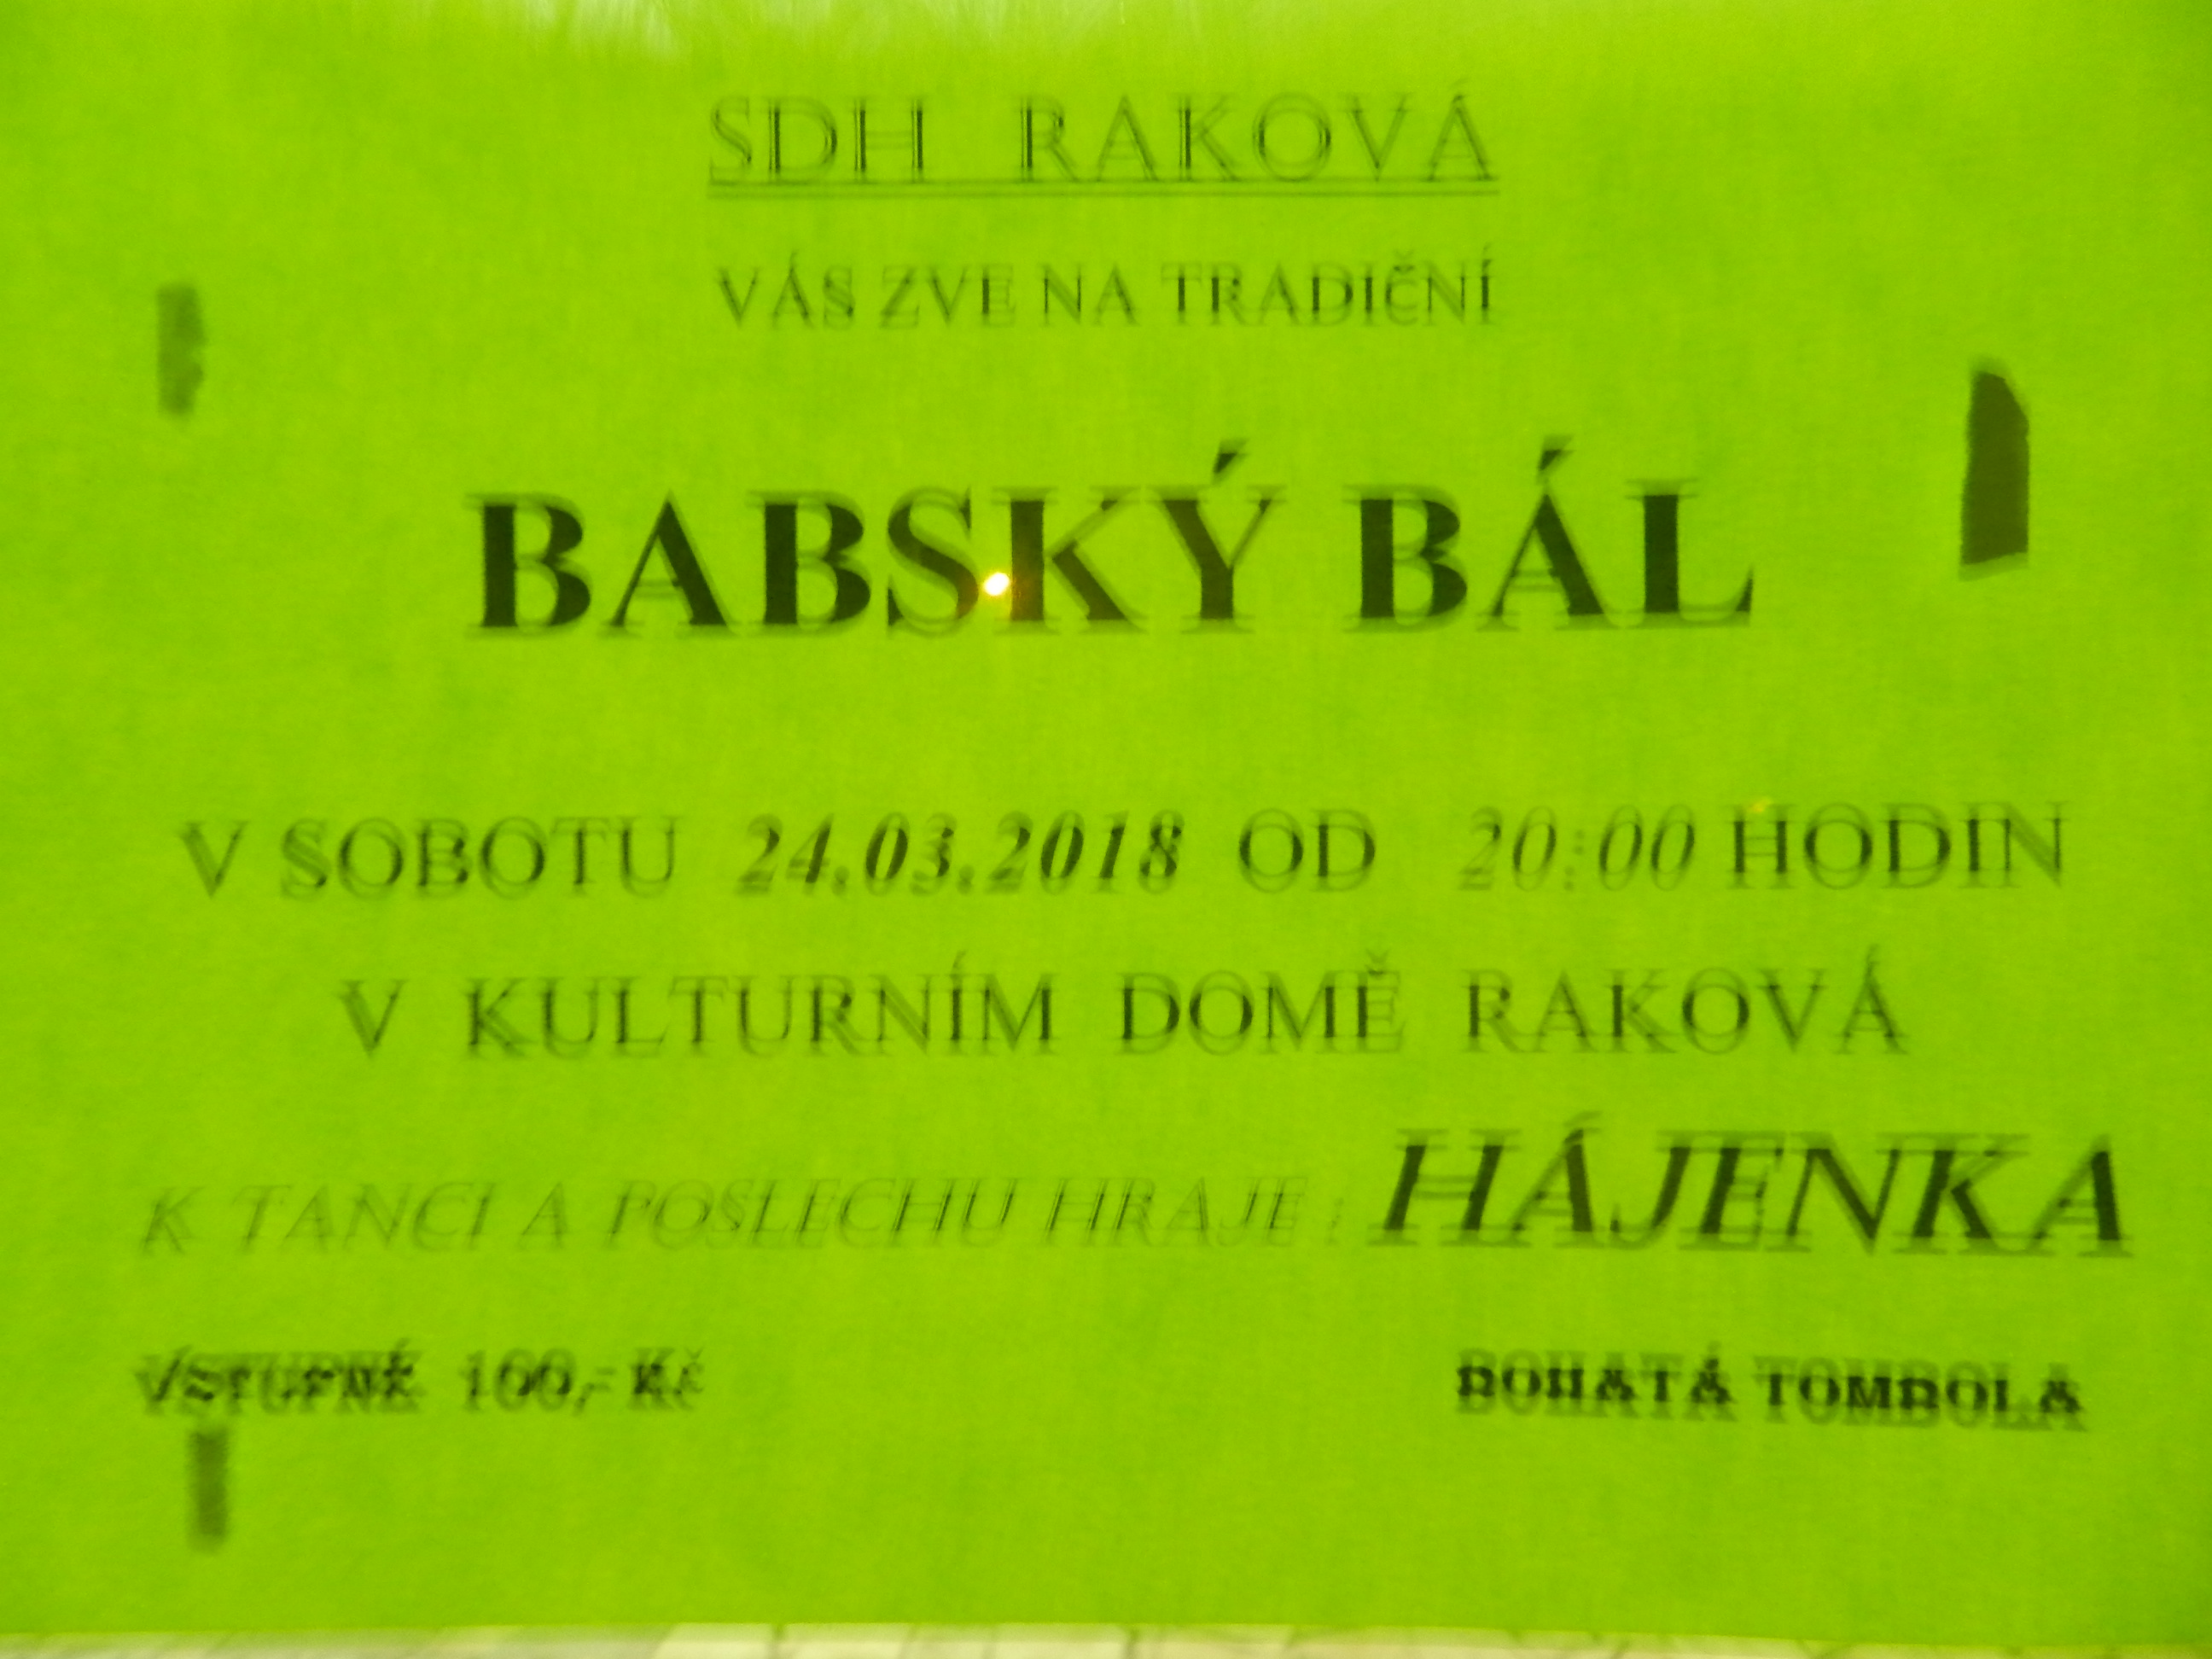 SDH RAKOVÁ
VÁS ZVE NA TRADIČNÍ
BABSKÝ BÁL
V SOBOTU 24.03.2018 OD 20:00 HODIN
V KULTURNÍM DOMĚ RAKOVÁ
K TANCI A POSLECHU HRAJE : HÁJENKA
VSTUPNÉ 100,- Kč
BOHATÁ TOMBOLA